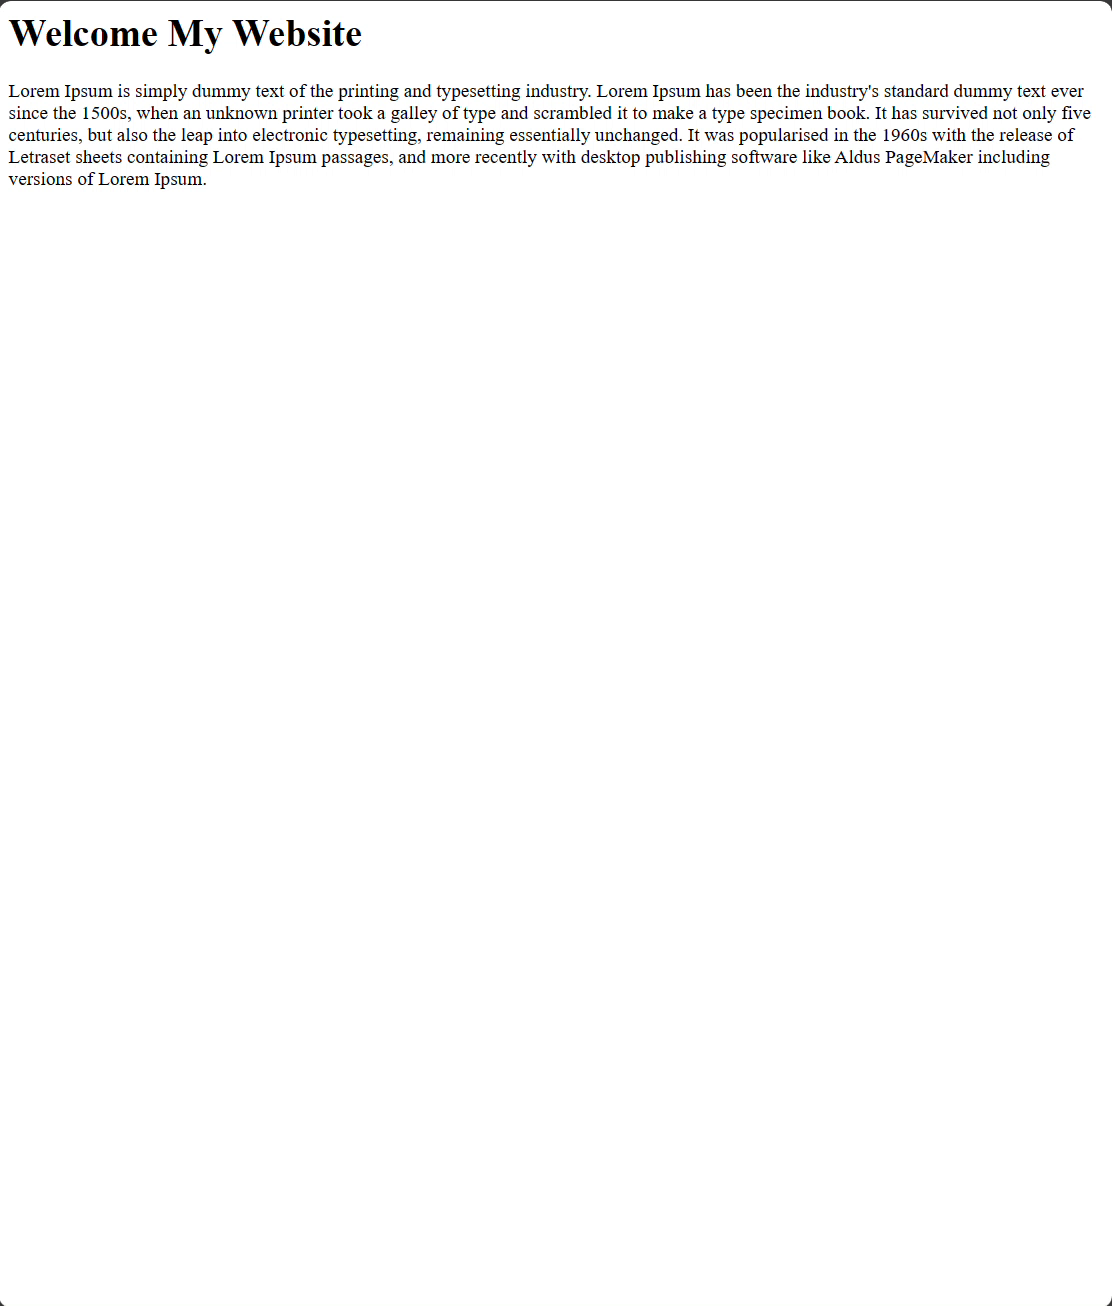 Welcome My Website
Lorem Ipsum is simply dummy text of the printing and typesetting industry. Lorem Ipsum has been the industry's standard dummy text ever
since the 1500s, when an unknown printer took a galley of type and scrambled it to make a type specimen book. It has survived not only five
centuries, but also the leap into electronic typesetting, remaining essentially unchanged. It was popularised in the 1960s with the release of
Letraset sheets containing Lorem Ipsum passages, and more recently with desktop publishing software like Aldus PageMaker including
versions of Lorem Ipsum.